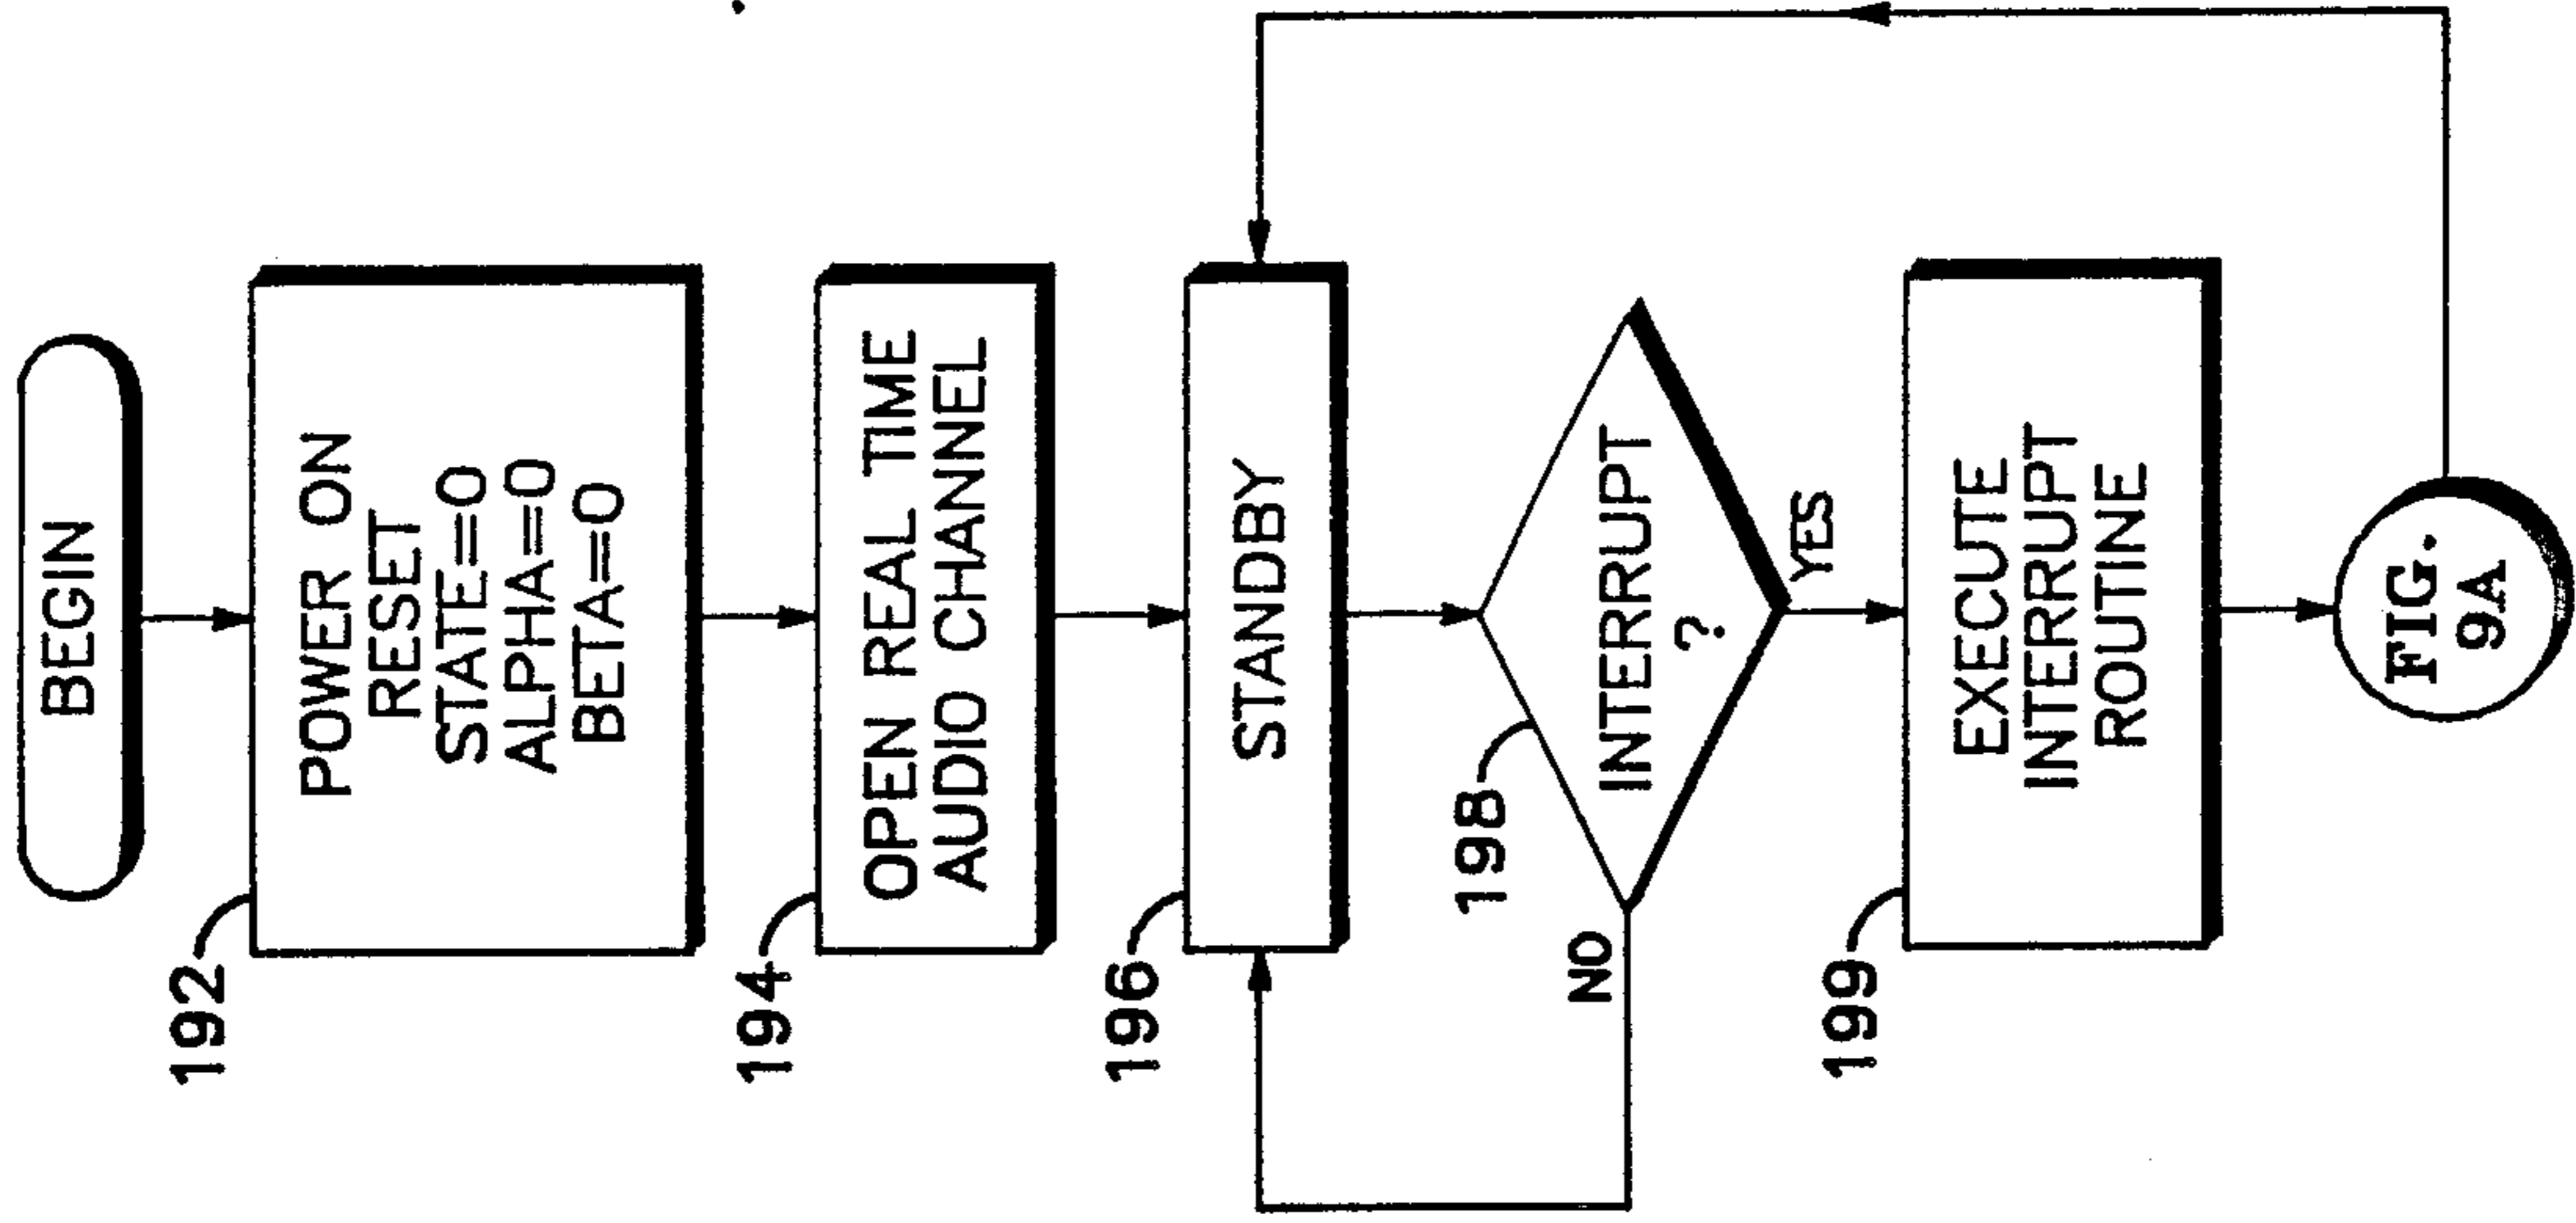 BEGIN
192
POWER ON
RESET
STATE=0
ALPHA=0
BETA=0
194
OPEN REAL TIME
AUDIO CHANNEL
196
STANDBY
198
INTERRUPT
?
NO
YES
199
EXECUTE
INTERRUPT
ROUTINE
FIG.
9A